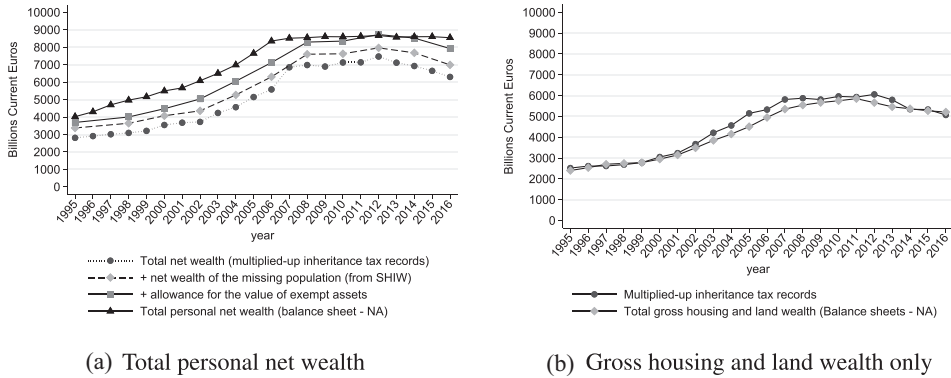 Billions Current Euros
10000
9000
8000
7000
6000
5000
4000
3000
2000
1000
0
1995 1996 1997 1998 1999 2000 2001 2002 2003 2004 2005 2006 2007 2008 2009 2010 2011 2012 2013 2014 2015 2016
year
Total net wealth (multiplied-up inheritance tax records)
+ net wealth of the missing population (from SHIW)
+ allowance for the value of exempt assets
Total personal net wealth (balance sheet - NA)
(a) Total personal net wealth
Billions Current Euros
10000
9000
8000
7000
6000
5000
4000
3000
2000
1000
0
1995 1996 1997 1998 1999 2000 2001 2002 2003 2004 2005 2006 2007 2008 2009 2010 2011 2012 2013 2014 2015 2016
year
Multiplied-up inheritance tax records
Total gross housing and land wealth (Balance sheets - NA)
(b) Gross housing and land wealth only